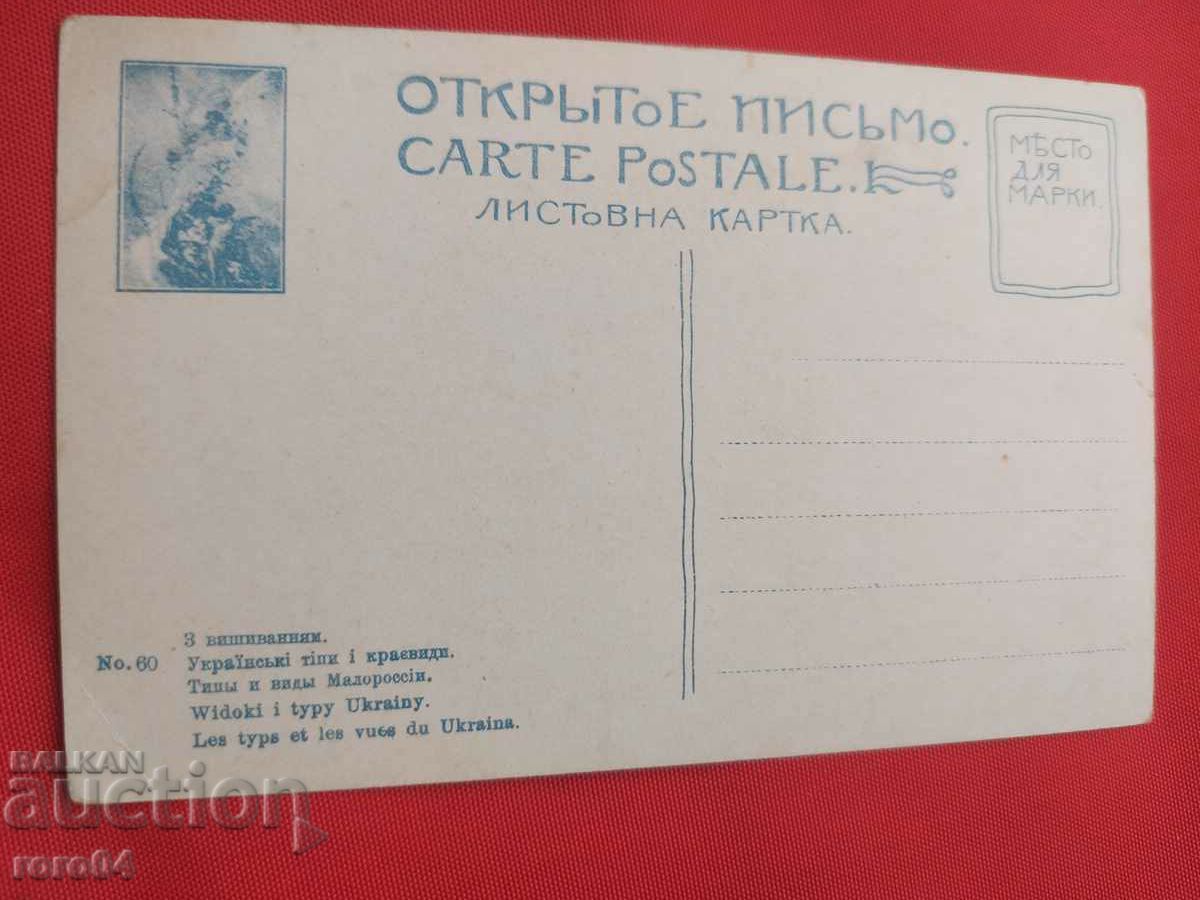 ОТКРЫТОЕ ПИСЬМО.
CARTE POSTALE.
ЛИСТОВНА КАРТКА.
МѢСТО
ДЛЯ
МАРКИ.
З вишиванням.
No. 60 Українські тіпи і краєвиди.
Типы и виды Малороссіи.
Widoki i typy Ukrainy.
Les typs et les vues du Ukraina.
BALKAN
auction
roro04